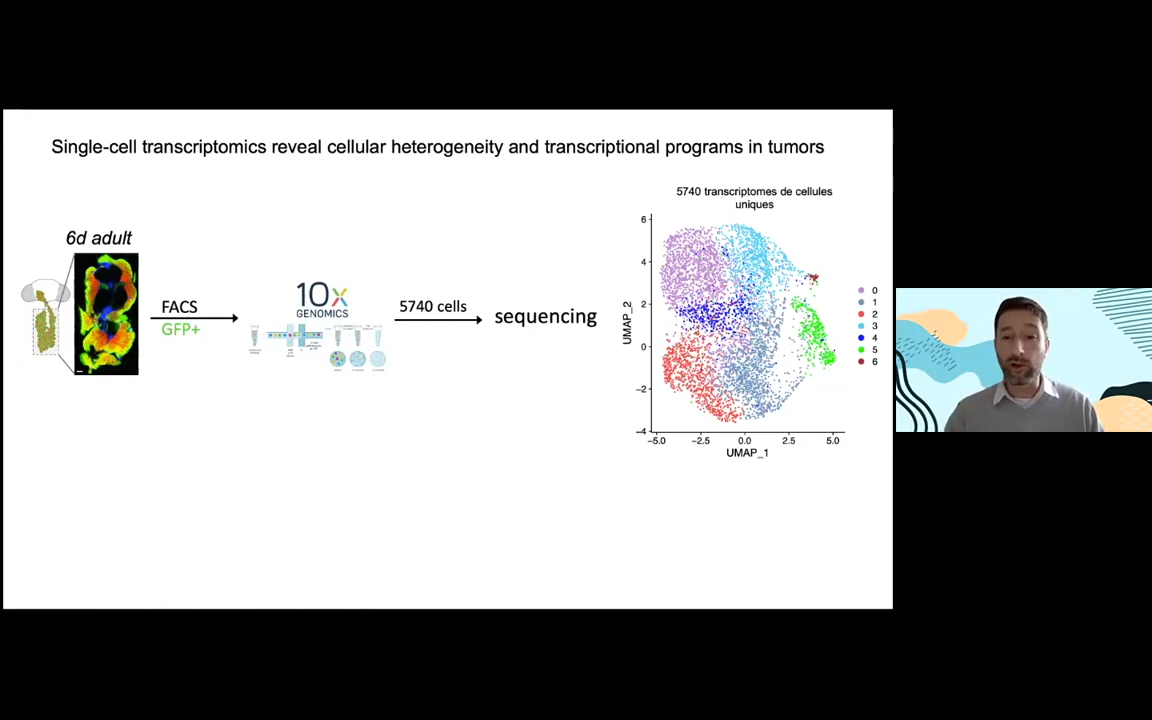 Single-cell transcriptomics reveal cellular heterogeneity and transcriptional programs in tumors
6d adult
FACS
GFP+
10x
GENOMICS
5740 cells
sequencing
5740 transcriptomes de cellules
uniques
6
4
2
0
−2
−4
UMAP_2
−5.0
−2.5
0.0
2.5
5.0
UMAP_1
0
1
2
3
4
5
6